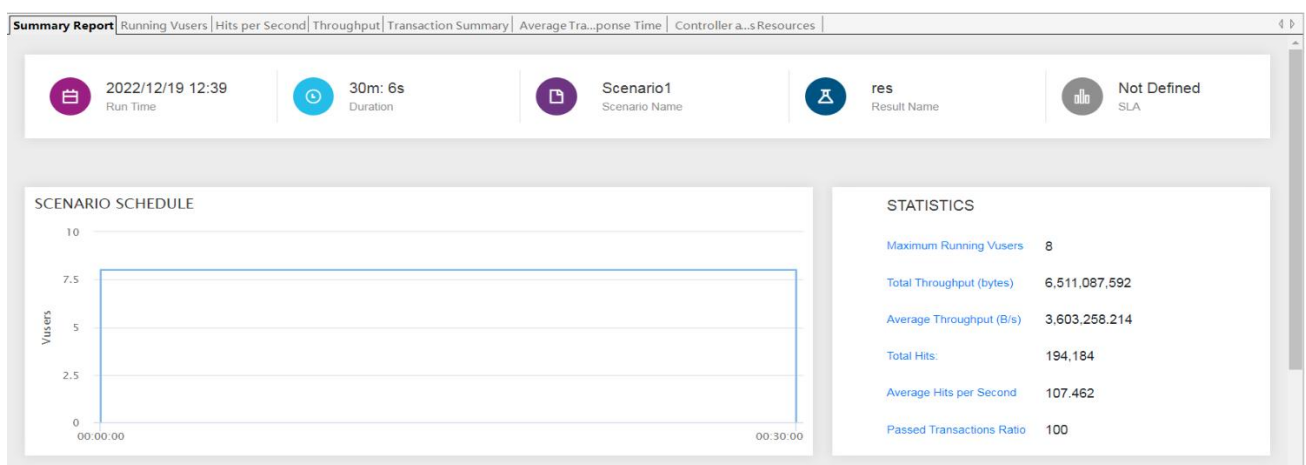 Summary Report Running Vusers Hits per Second Throughput Transaction Summary Average Tra...ponse Time Controller a...s Resources
2022/12/19 12:39
Run Time
30m: 6s
Duration
Scenario1
Scenario Name
res
Result Name
Not Defined
SLA
SCENARIO SCHEDULE
10
7.5
5
2.5
0
Vusers
00:00:00
00:30:00
STATISTICS
Maximum Running Vusers 8
Total Throughput (bytes) 6,511,087,592
Average Throughput (B/s) 3,603,258.214
Total Hits: 194,184
Average Hits per Second 107.462
Passed Transactions Ratio 100